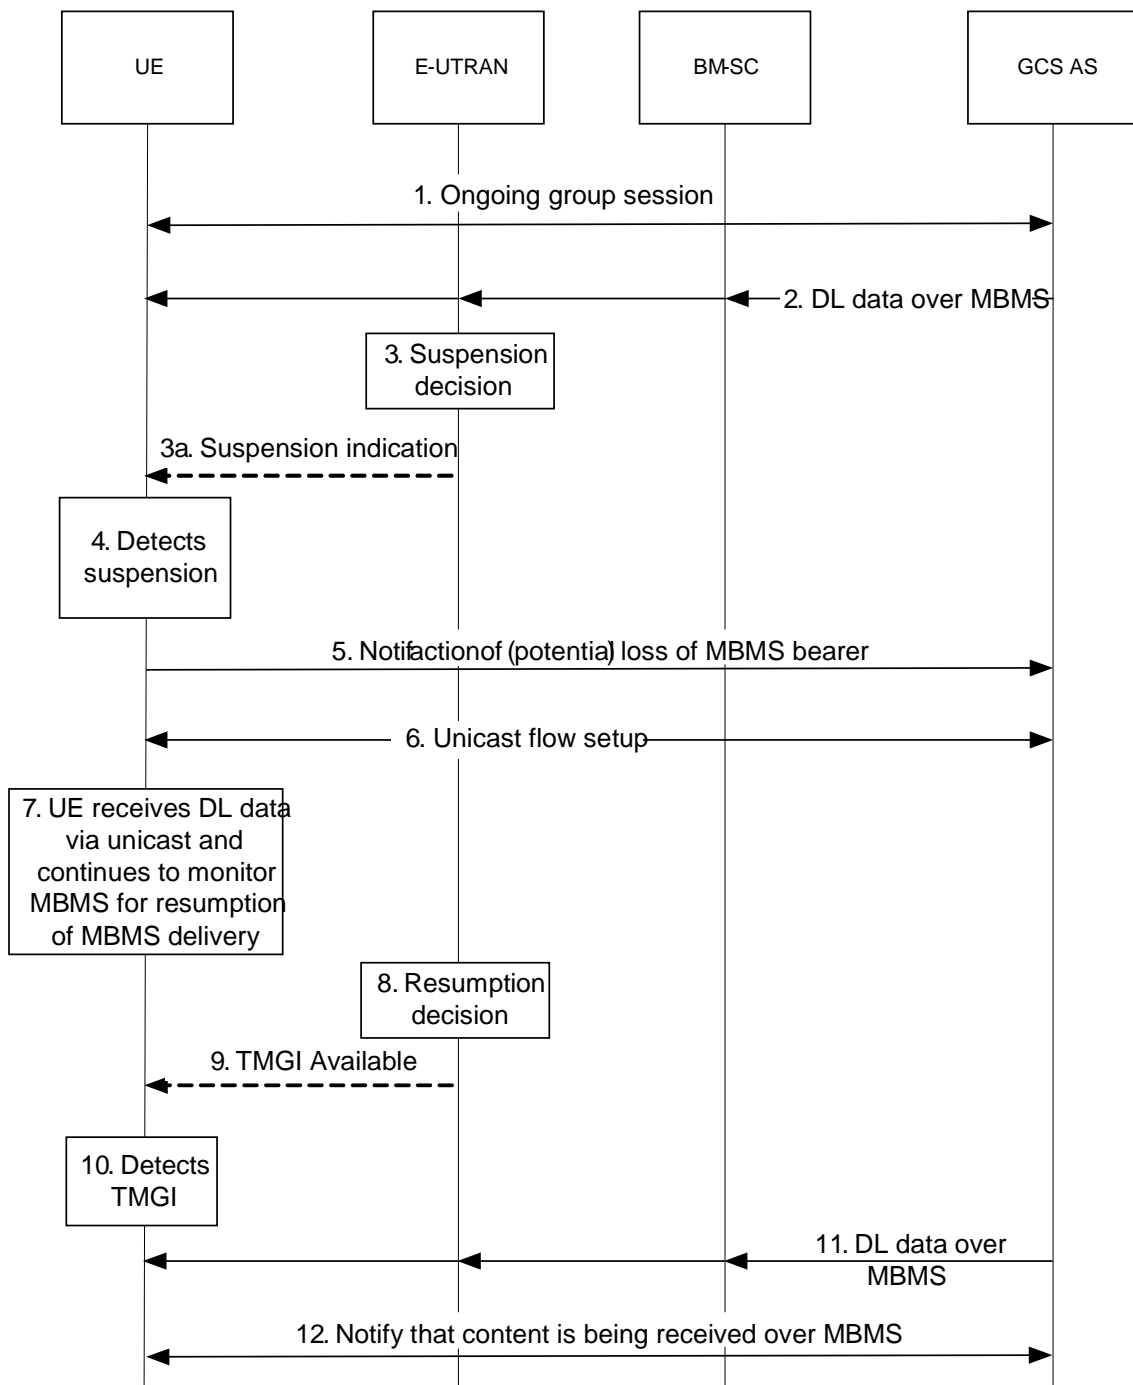 UE
E-UTRAN
BM-SC
GCS AS
1. Ongoing group session
2. DL data over MBMS
3. Suspension
decision
3a. Suspension indication
4. Detects
suspension
5. Notifactionof (potential) loss of MBMS bearer
6. Unicast flow setup
7. UE receives DL data
via unicast and
continues to monitor
MBMS for resumption
of MBMS delivery
8. Resumption
decision
9. TMGI Available
10. Detects
TMGI
11. DL data over
MBMS
12. Notify that content is being received over MBMS